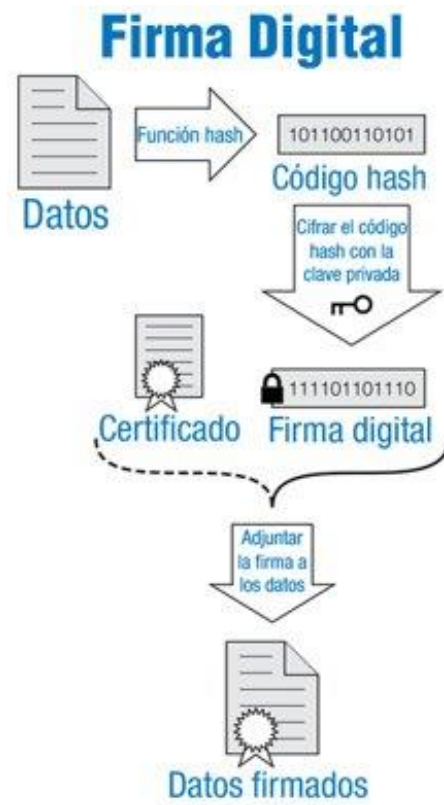 Firma Digital
Función hash
101100110101
Datos
Código hash
Cifrar el código
hash con la
clave privada
111101101110
Certificado
Firma digital
Adjuntar
la firma a
los datos
Datos firmados